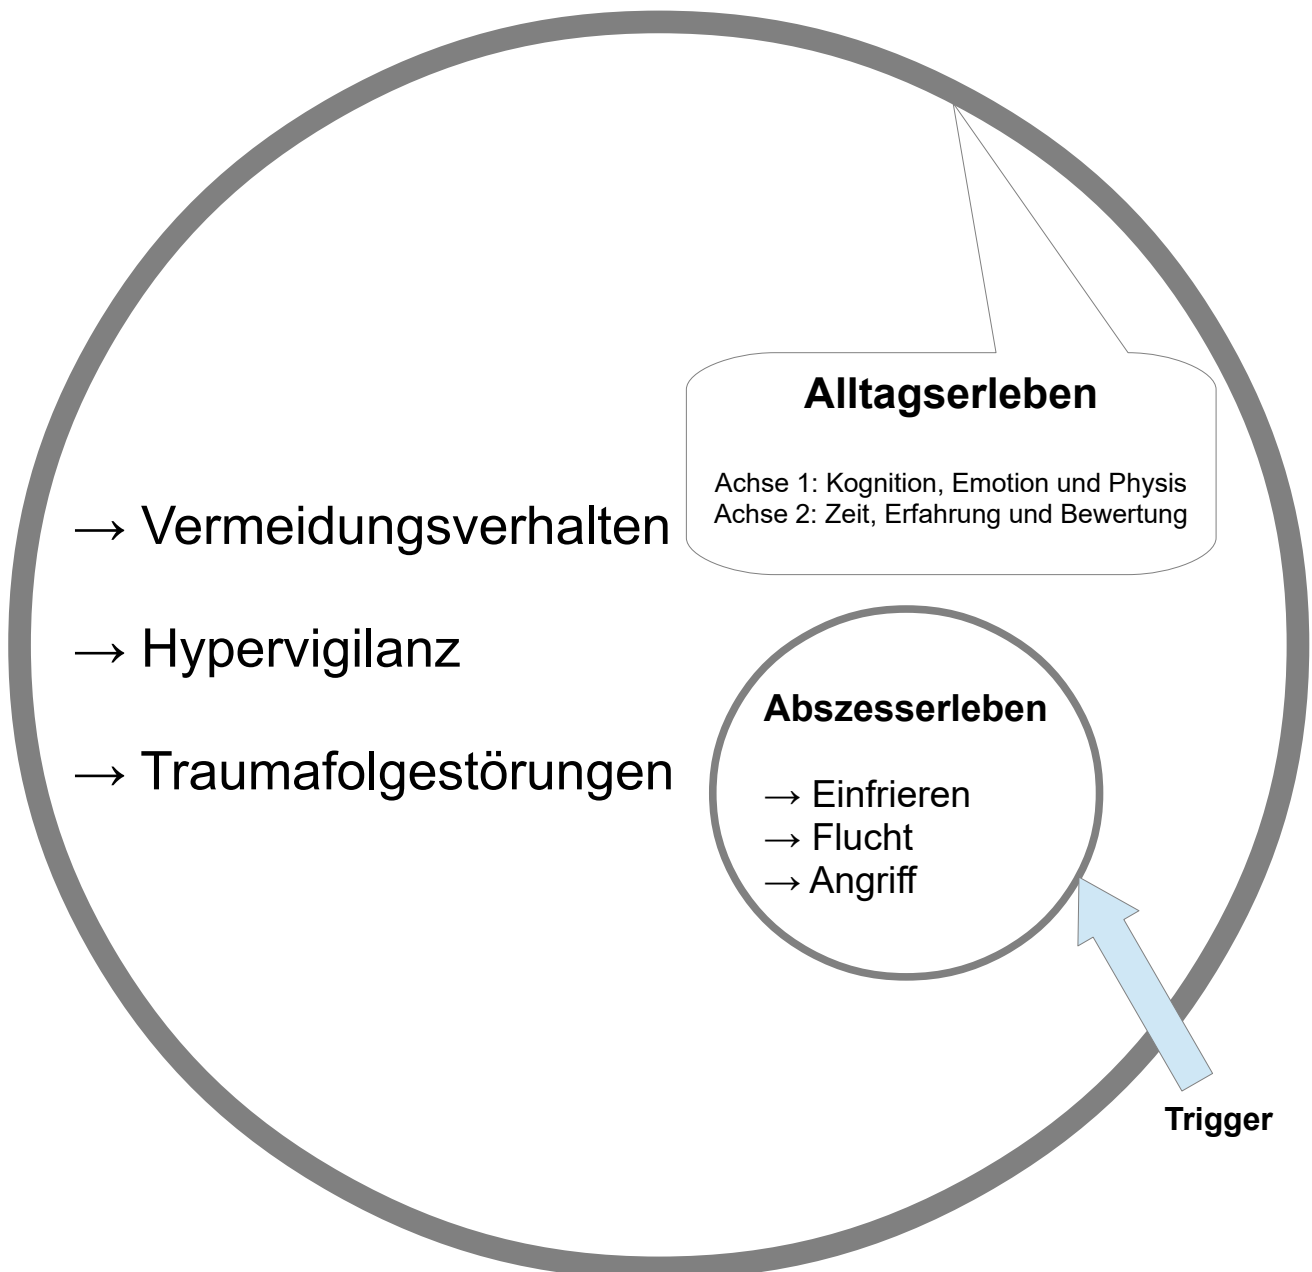 Alltagserleben
Achse 1: Kognition, Emotion und Physis
Achse 2: Zeit, Erfahrung und Bewertung
→ Vermeidungsverhalten
→ Hypervigilanz
→ Traumafolgestörungen
Abszesserleben
→ Einfrieren
→ Flucht
→ Angriff
Trigger